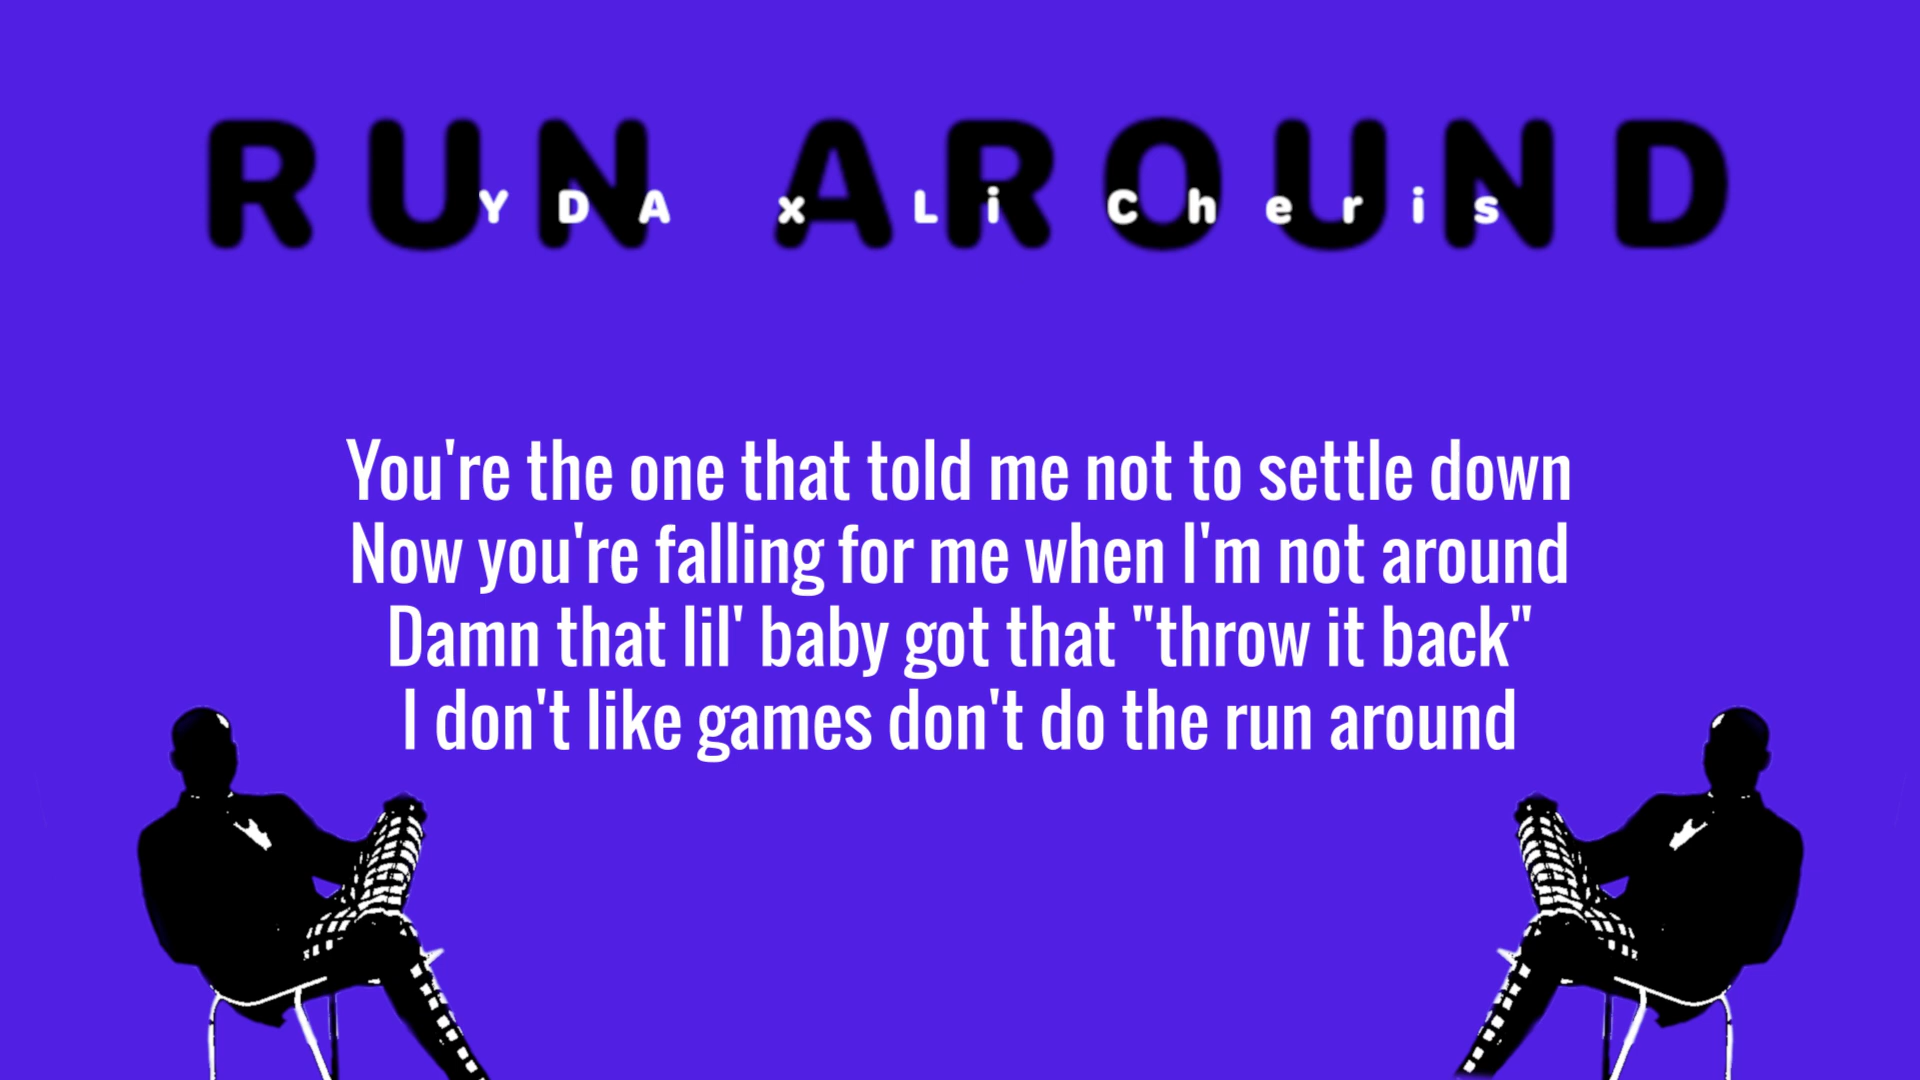 RUN AROUND
YDA x Li Cheris
You're the one that told me not to settle down
Now you're falling for me when I'm not around
Damn that lil' baby got that "throw it back"
I don't like games don't do the run around